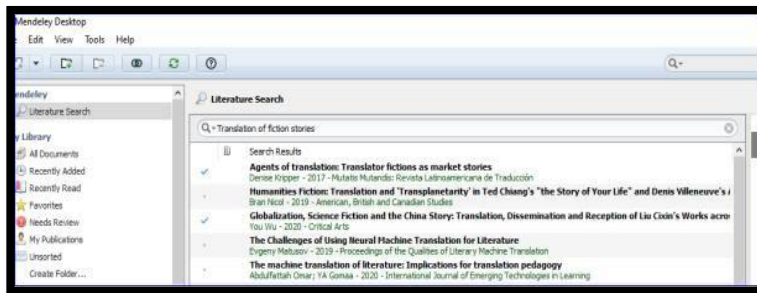 Mendeley Desktop
Edit View Tools Help
endeley
Literature Search
y Library
All Documents
Recently Added
Recently Read
Favorites
Needs Review
My Publications
Unsorted
Create Folder...
Literature Search
Translation of fiction stories
Search Results
Agents of translation: Translator fictions as market stories
Denise Kripper - 2017 - Mutatis Mutandis: Revista Latinoamericana de Traducción
Humanities Fiction: Translation and 'Transplanetarity' in Ted Chiang's "the Story of Your Life" and Denis Villeneuve's
Bran Nicol - 2019 - American, British and Canadian Studies
Globalization, Science Fiction and the China Story: Translation, Dissemination and Reception of Liu Cixin's Works acro
You Wu - 2020 - Critical Arts
The Challenges of Using Neural Machine Translation for Literature
Evgeny Matusov - 2019 - Proceedings of the Qualities of Literary Machine Translation
The machine translation of literature: Implications for translation pedagogy
Abdulfattah Omar; YA Gomaa - 2020 - International Journal of Emerging Technologies in Learning